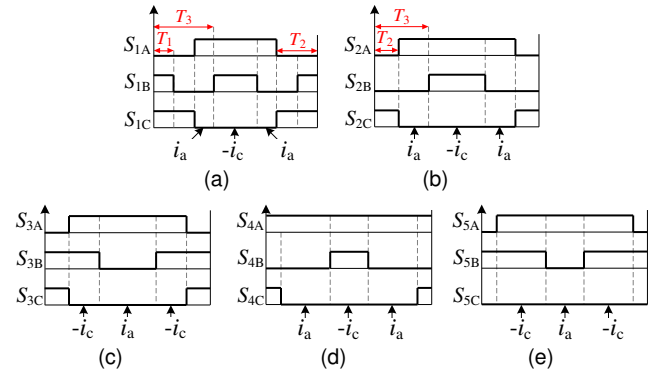 T3 T3
T1 T2 T2
S1A S2A
S1B S2B
S1C S2C
ia -ic ia ia -ic ia
(a) (b)
S3A S4A S5A
S3B S4B S5B
S3C S4C S5C
-ic ia -ic ia -ic ia -ic ia -ic
(c) (d) (e)